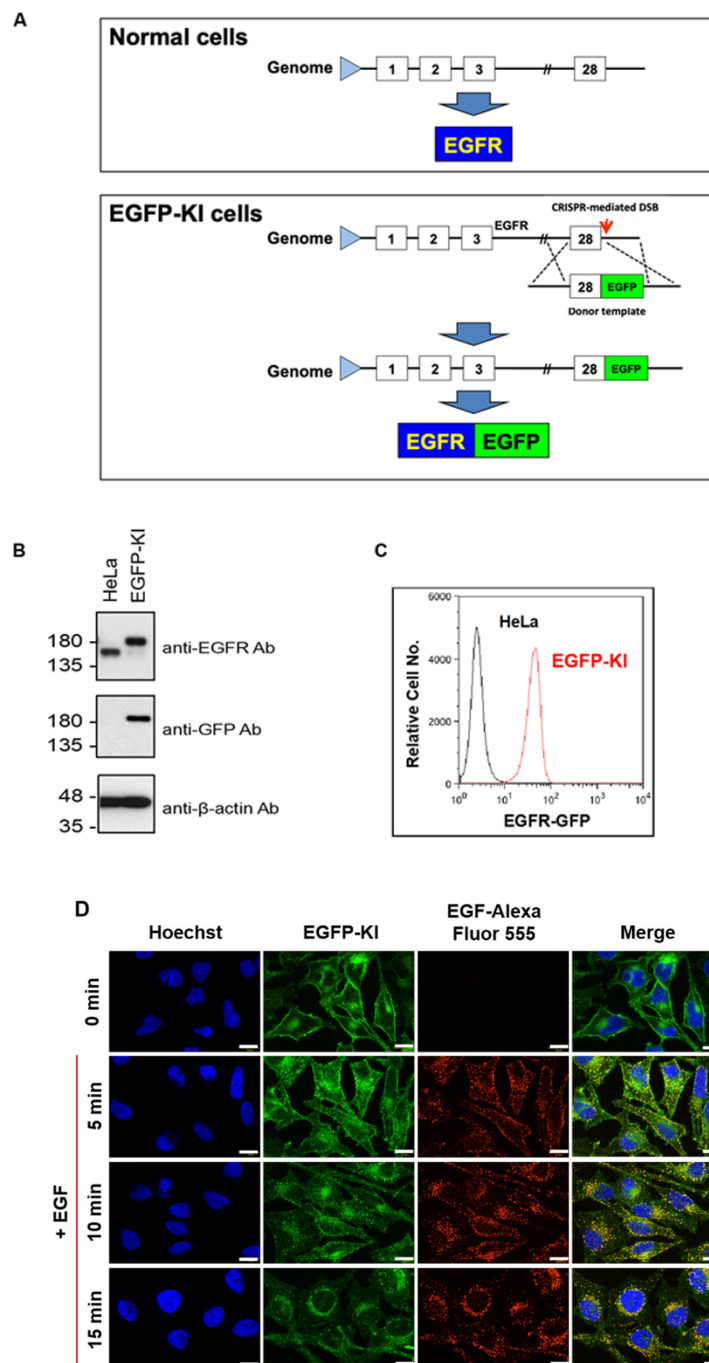 A
Normal cells
Genome
1 2 3 // 28
EGFR
EGFP-KI cells
CRISPR-mediated DSB
EGFR
Genome
1 2 3 // 28
28 EGFP
Donor template
Genome
1 2 3 // 28 EGFP
EGFR EGFP
B
HeLa
EGFP-KI
180 -
135 -
anti-EGFR Ab
180 -
135 -
anti-GFP Ab
48 -
35 -
anti-β-actin Ab
C
6000
4000
2000
0
Relative Cell No.
HeLa
EGFP-KI
10⁰ 10¹ 10² 10³ 10⁴
EGFR-GFP
D
Hoechst
EGFP-KI
EGF-Alexa
Fluor 555
Merge
0 min
+ EGF
5 min
10 min
15 min